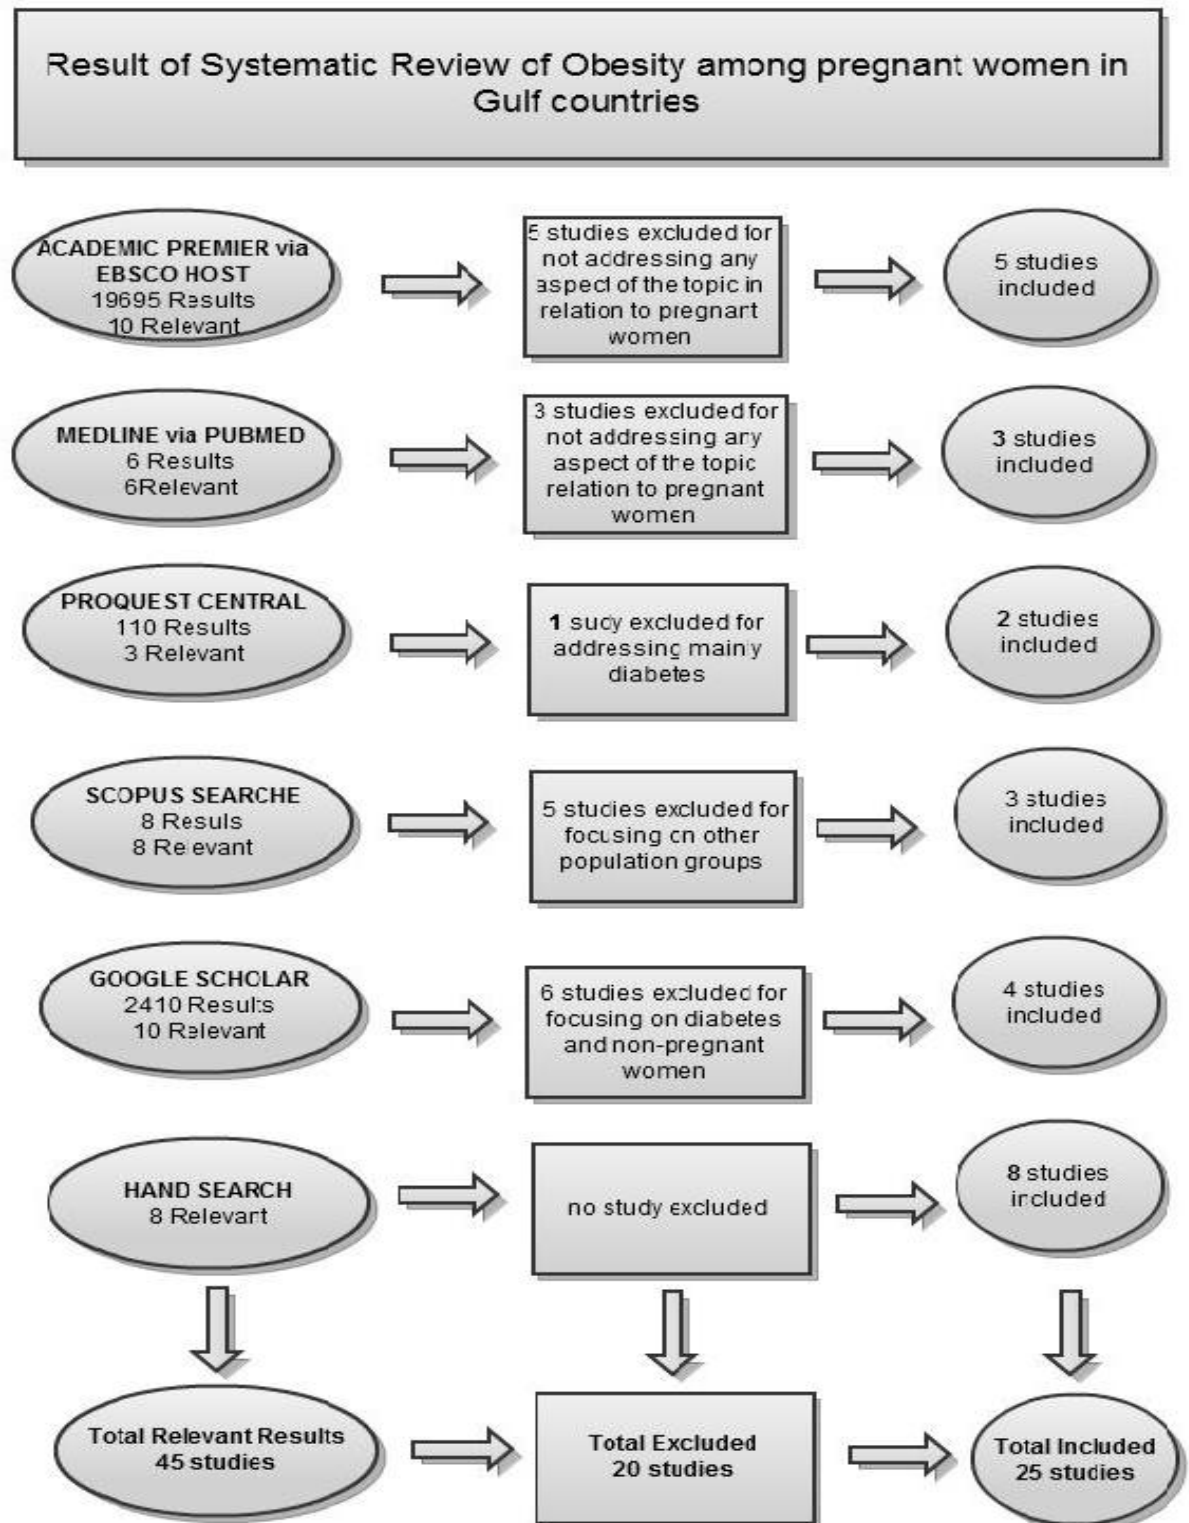 Result of Systematic Review of Obesity among pregnant women in
Gulf countries
ACADEMIC PREMIER via
EBSCO HOST
19695 Results
10 Relevant
5 studies excluded for
not addressing any
aspect of the topic in
relation to pregnant
women
5 studies
included
MEDLINE via PUBMED
6 Results
6Relevant
3 studies excluded for
not addressing any
aspect of the topic
relation to pregnant
women
3 studies
included
PROQUEST CENTRAL
110 Results
3 Relevant
1 sudy excluded for
addressing mainly
diabetes
2 studies
included
SCOPUS SEARCHE
8 Resuls
8 Relevant
5 studies excluded for
focusing on other
population groups
3 studies
included
GOOGLE SCHOLAR
2410 Results
10 Relevant
6 studies excluded for
focusing on diabetes
and non-pregnant
women
4 studies
included
HAND SEARCH
8 Relevant
no study excluded
8 studies
included
Total Relevant Results
45 studies
Total Excluded
20 studies
Total Included
25 studies